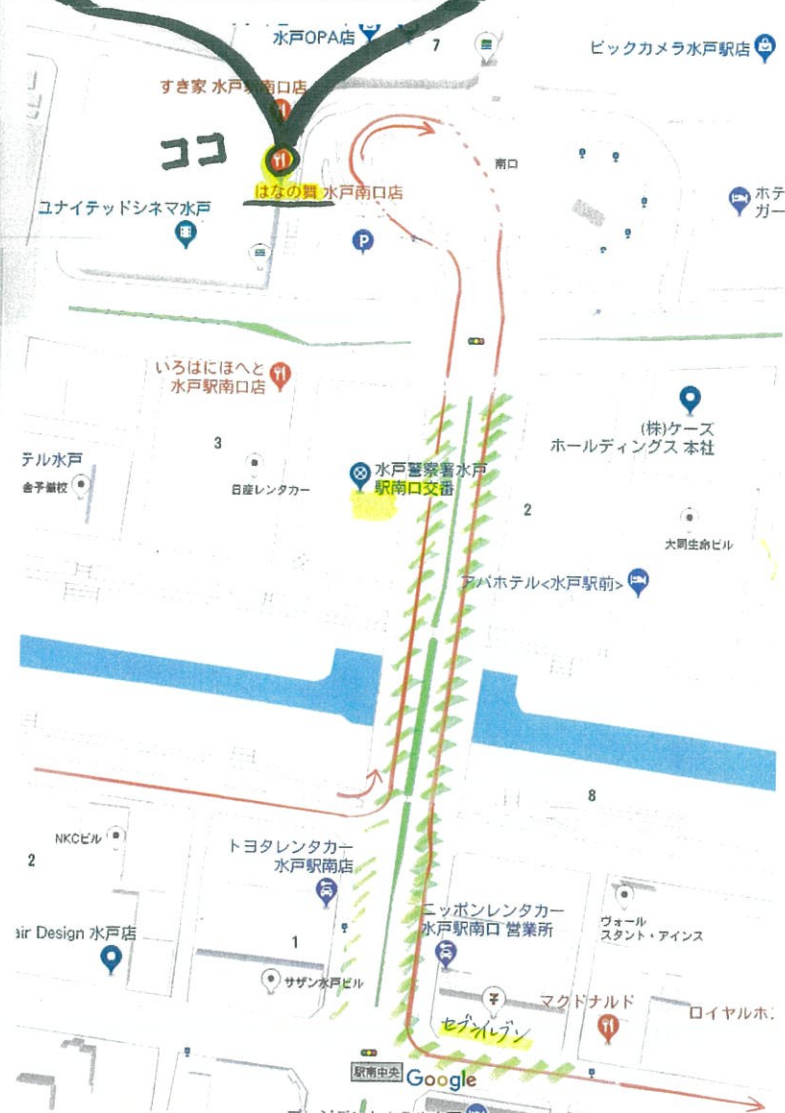 水戸OPA店
7
ビックカメラ水戸駅店
すき家 水戸駅南口店
ココ
南口
はなの舞 水戸南口店
ユナイテッドシネマ水戸
ホテ
ガー
P
いろはにほへと
水戸駅南口店
(株)ケーズ
ホールディングス 本社
3
テル水戸
日産レンタカー
水戸警察署水戸
駅南口交番
2
大同生命ビル
アパホテル<水戸駅前>
8
NKCビル
2
トヨタレンタカー
水戸駅南店
air Design 水戸店
1
サザン水戸ビル
ニッポンレンタカー
水戸駅南口 営業所
ヴォール
スタント・アインス
マクドナルド
ロイヤルホ
セブンイレブン
駅南中央
Google